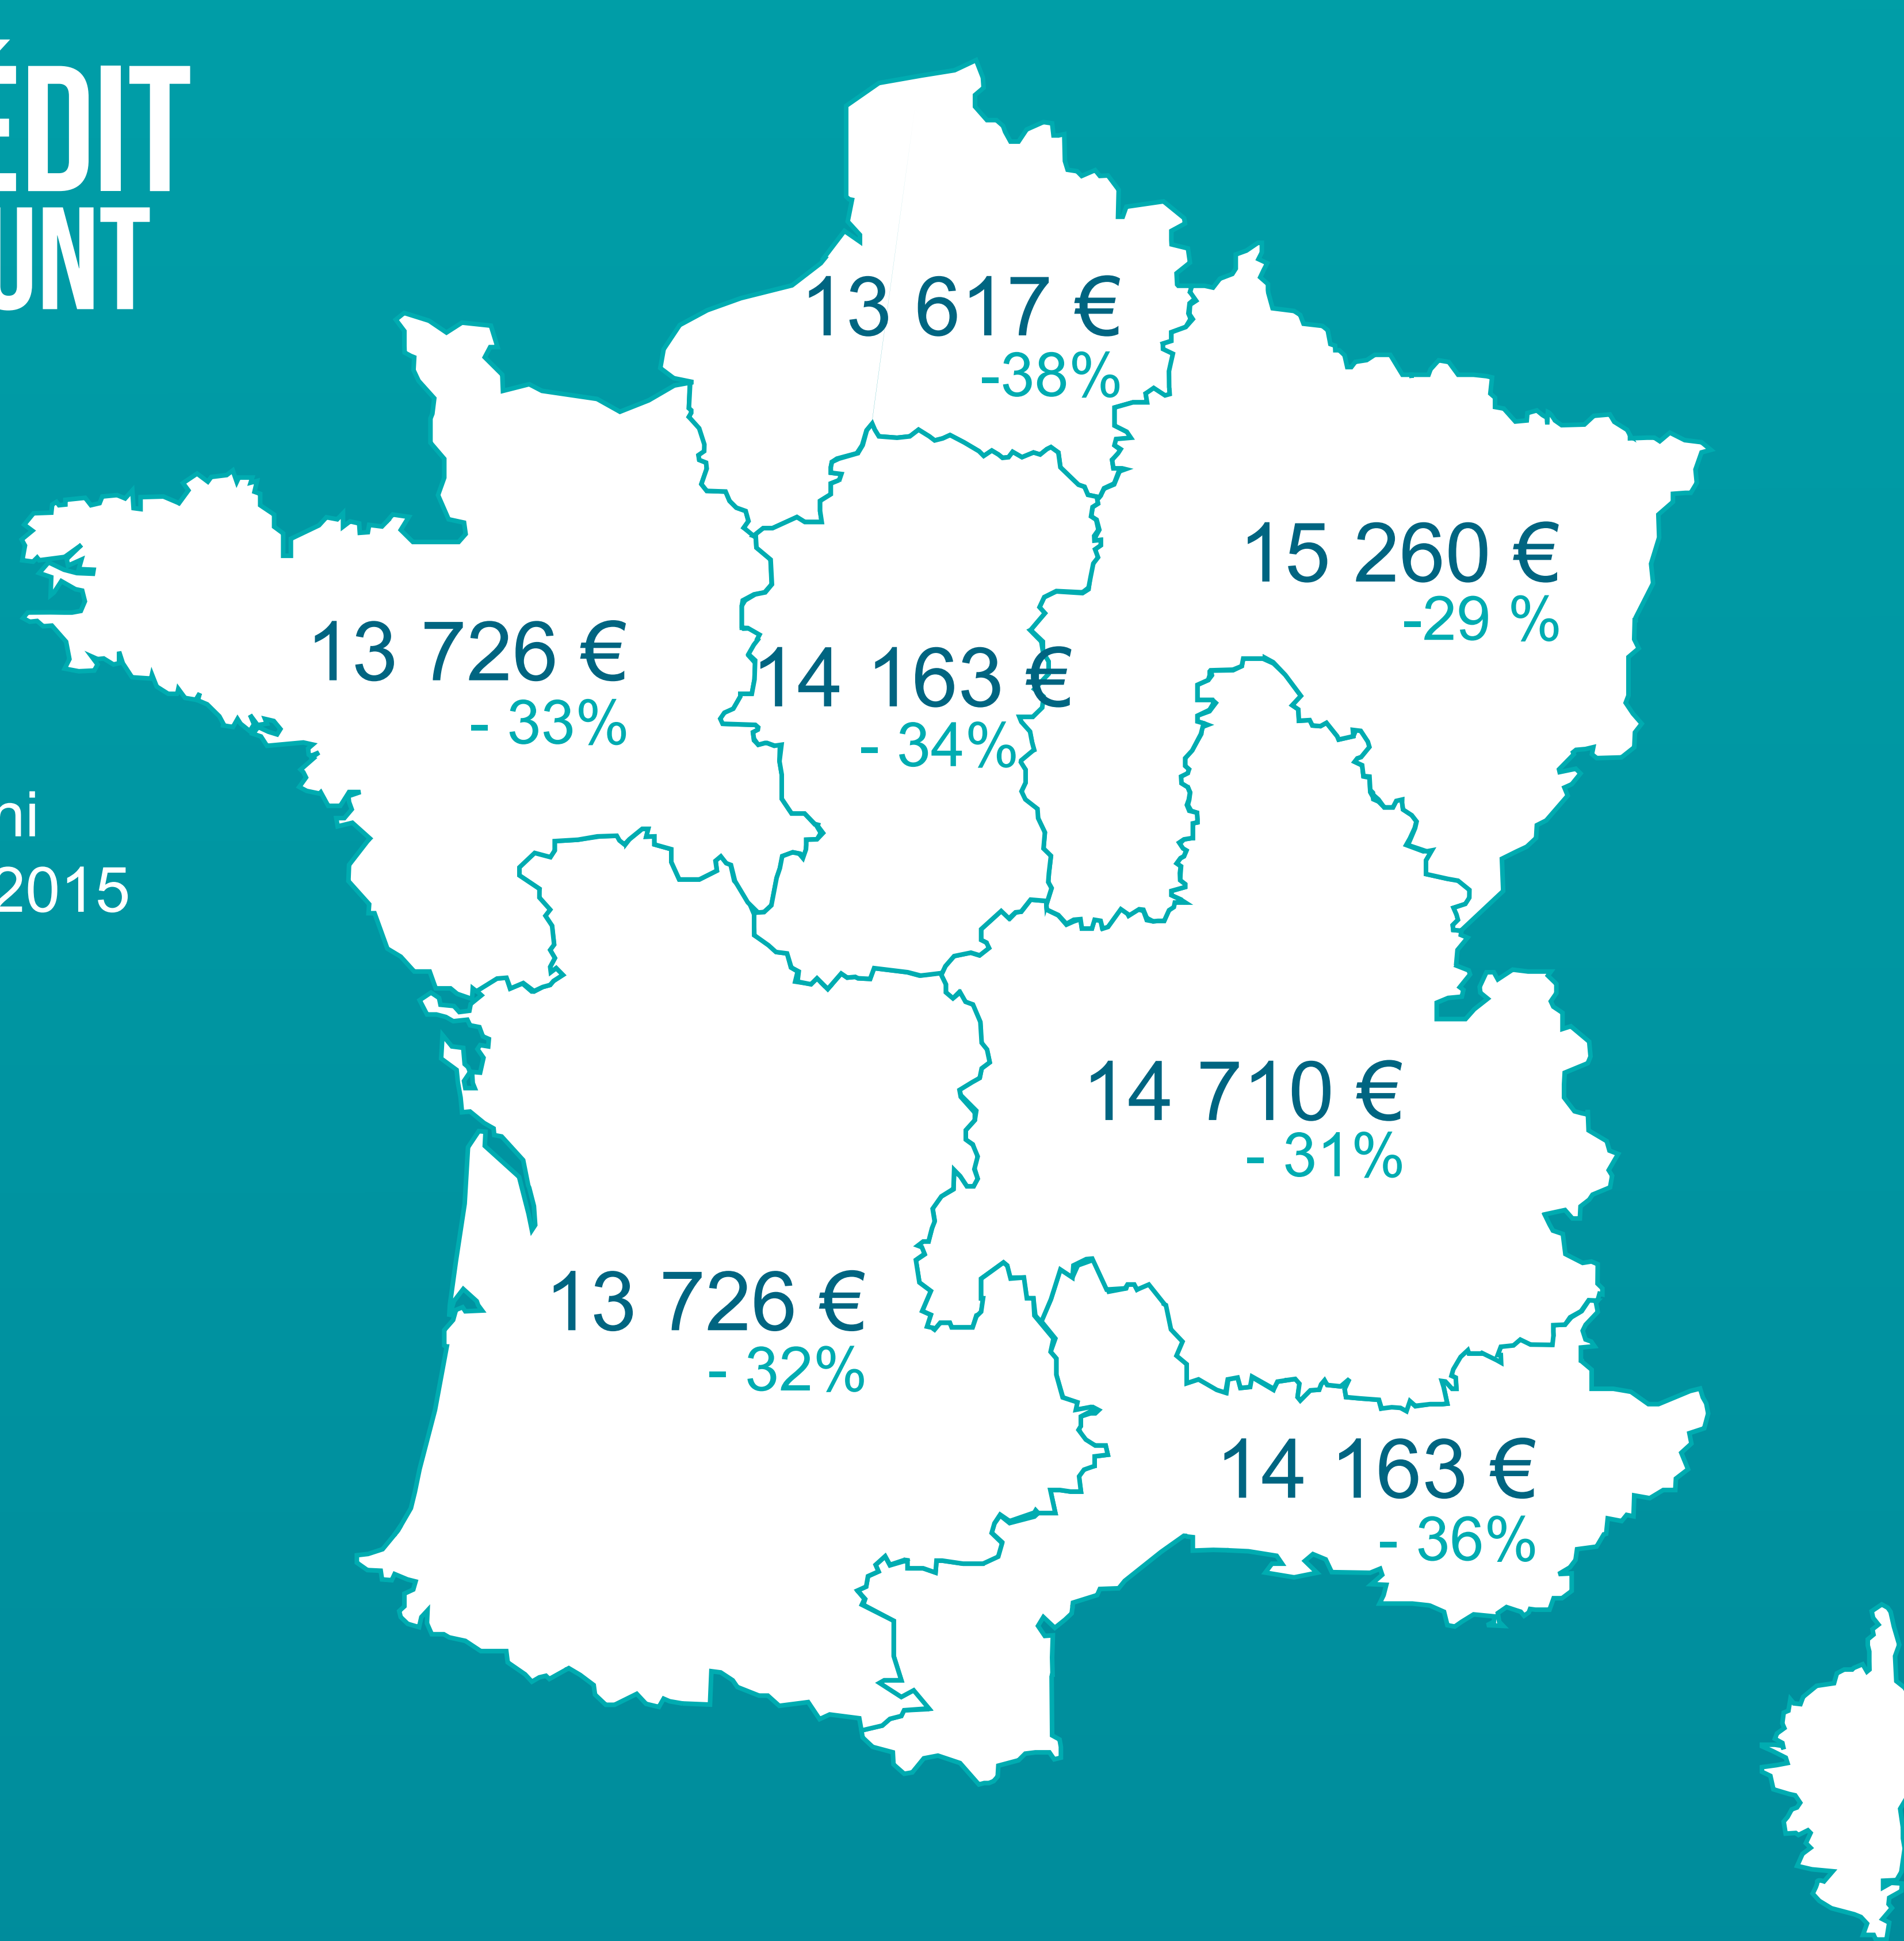 ÉDIT
UNT
13 617 €
-38%
15 260 €
-29 %
13 726 €
- 33%
14 163 €
- 34%
ni
2015
14 710 €
- 31%
13 726 €
- 32%
14 163 €
- 36%